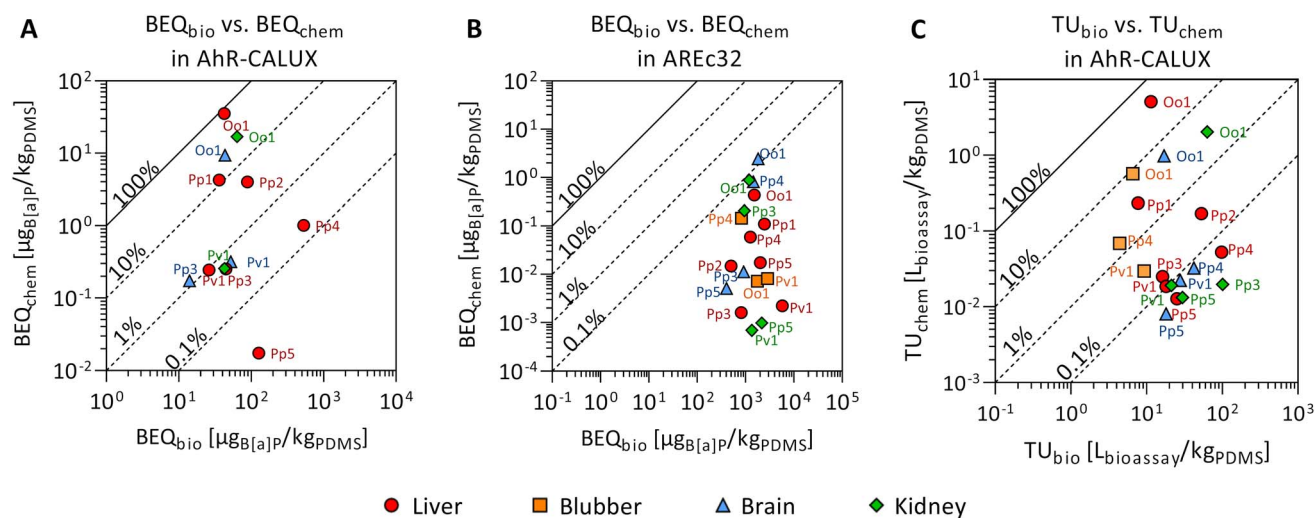 A
BEQbio vs. BEQchem
in AhR-CALUX
BEQchem [µgB[a]P/kgPDMS]
10²
10¹
10⁰
10⁻¹
10⁻²
100%
10%
1%
0.1%
Oo1
Oo1
Oo1
Pp1
Pp2
Pp4
Pv1
Pv1
Pp3
Pv1
Pp3
Pp5
10⁰ 10¹ 10² 10³ 10⁴
BEQbio [µgB[a]P/kgPDMS]
B
BEQbio vs. BEQchem
in AREc32
BEQchem [µgB[a]P/kgPDMS]
10²
10¹
10⁰
10⁻¹
10⁻²
10⁻³
10⁻⁴
100%
10%
1%
0.1%
Oo1
Pp4
Oo1
Pp3
Pp4
Pp1
Pp4
Pp2
Pp5
Pp3
Pv1
Pp5
Oo1
Pp3
Pv1
Pp5
Pv1
10⁻¹ 10⁰ 10¹ 10² 10³ 10⁴ 10⁵
BEQbio [µgB[a]P/kgPDMS]
C
TUbio vs. TUchem
in AhR-CALUX
TUchem [Lbioassay/kgPDMS]
10¹
10⁰
10⁻¹
10⁻²
10⁻³
100%
10%
1%
0.1%
Oo1
Oo1
Oo1
Oo1
Pp1
Pp2
Pp4
Pp4
Pp3
Pp4
Pv1
Pv1
Pv1
Pp3
Pv1
Pp5
Pp5
Pp5
10⁻¹ 10⁰ 10¹ 10² 10³
TUbio [Lbioassay/kgPDMS]
Liver Blubber Brain Kidney